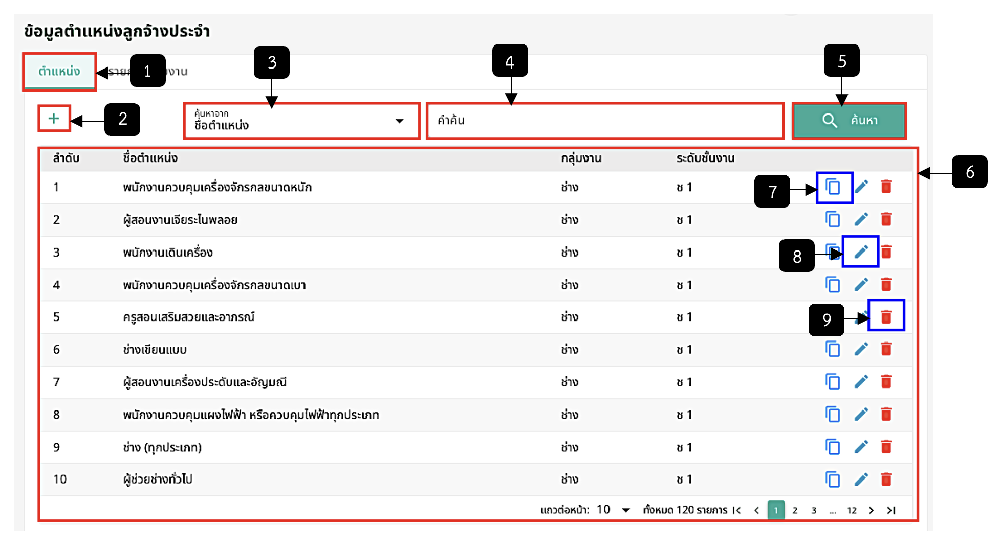 ข้อมูลตำแหน่งลูกจ้างประจำ
ตำแหน่ง
1
3
4
5
2
ค้นหาจาก
ชื่อตำแหน่ง
คำค้น
ค้นหา
ลำดับ ชื่อตำแหน่ง กลุ่มงาน ระดับชั้นงาน
6
1 พนักงานควบคุมเครื่องจักรกลขนาดหนัก ช่าง ช 1
7
2 ผู้สอนงานเจียระไนพลอย ช่าง ช 1
3 พนักงานเดินเครื่อง ช่าง ช 1
8
4 พนักงานควบคุมเครื่องจักรกลขนาดเบา ช่าง ช 1
5 ครูสอนเสริมสวยและอาภรณ์ ช่าง ช 1
9
6 ช่างเขียนแบบ ช่าง ช 1
7 ผู้สอนงานเครื่องประดับและอัญมณี ช่าง ช 1
8 พนักงานควบคุมแผงไฟฟ้า หรือควบคุมไฟฟ้าทุกประเภท ช่าง ช 1
9 ช่าง (ทุกประเภท) ช่าง ช 1
10 ผู้ช่วยช่างทั่วไป ช่าง ช 1
แถวต่อหน้า: 10 ทั้งหมด 120 รายการ 1 2 3 ... 12